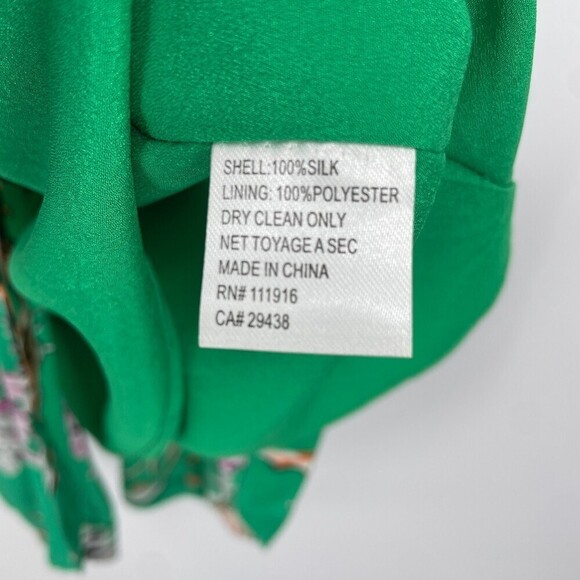 SHELL:100%SILK
LINING: 100%POLYESTER
DRY CLEAN ONLY
NET TOYAGE A SEC
MADE IN CHINA
RN# 111916
CA# 29438